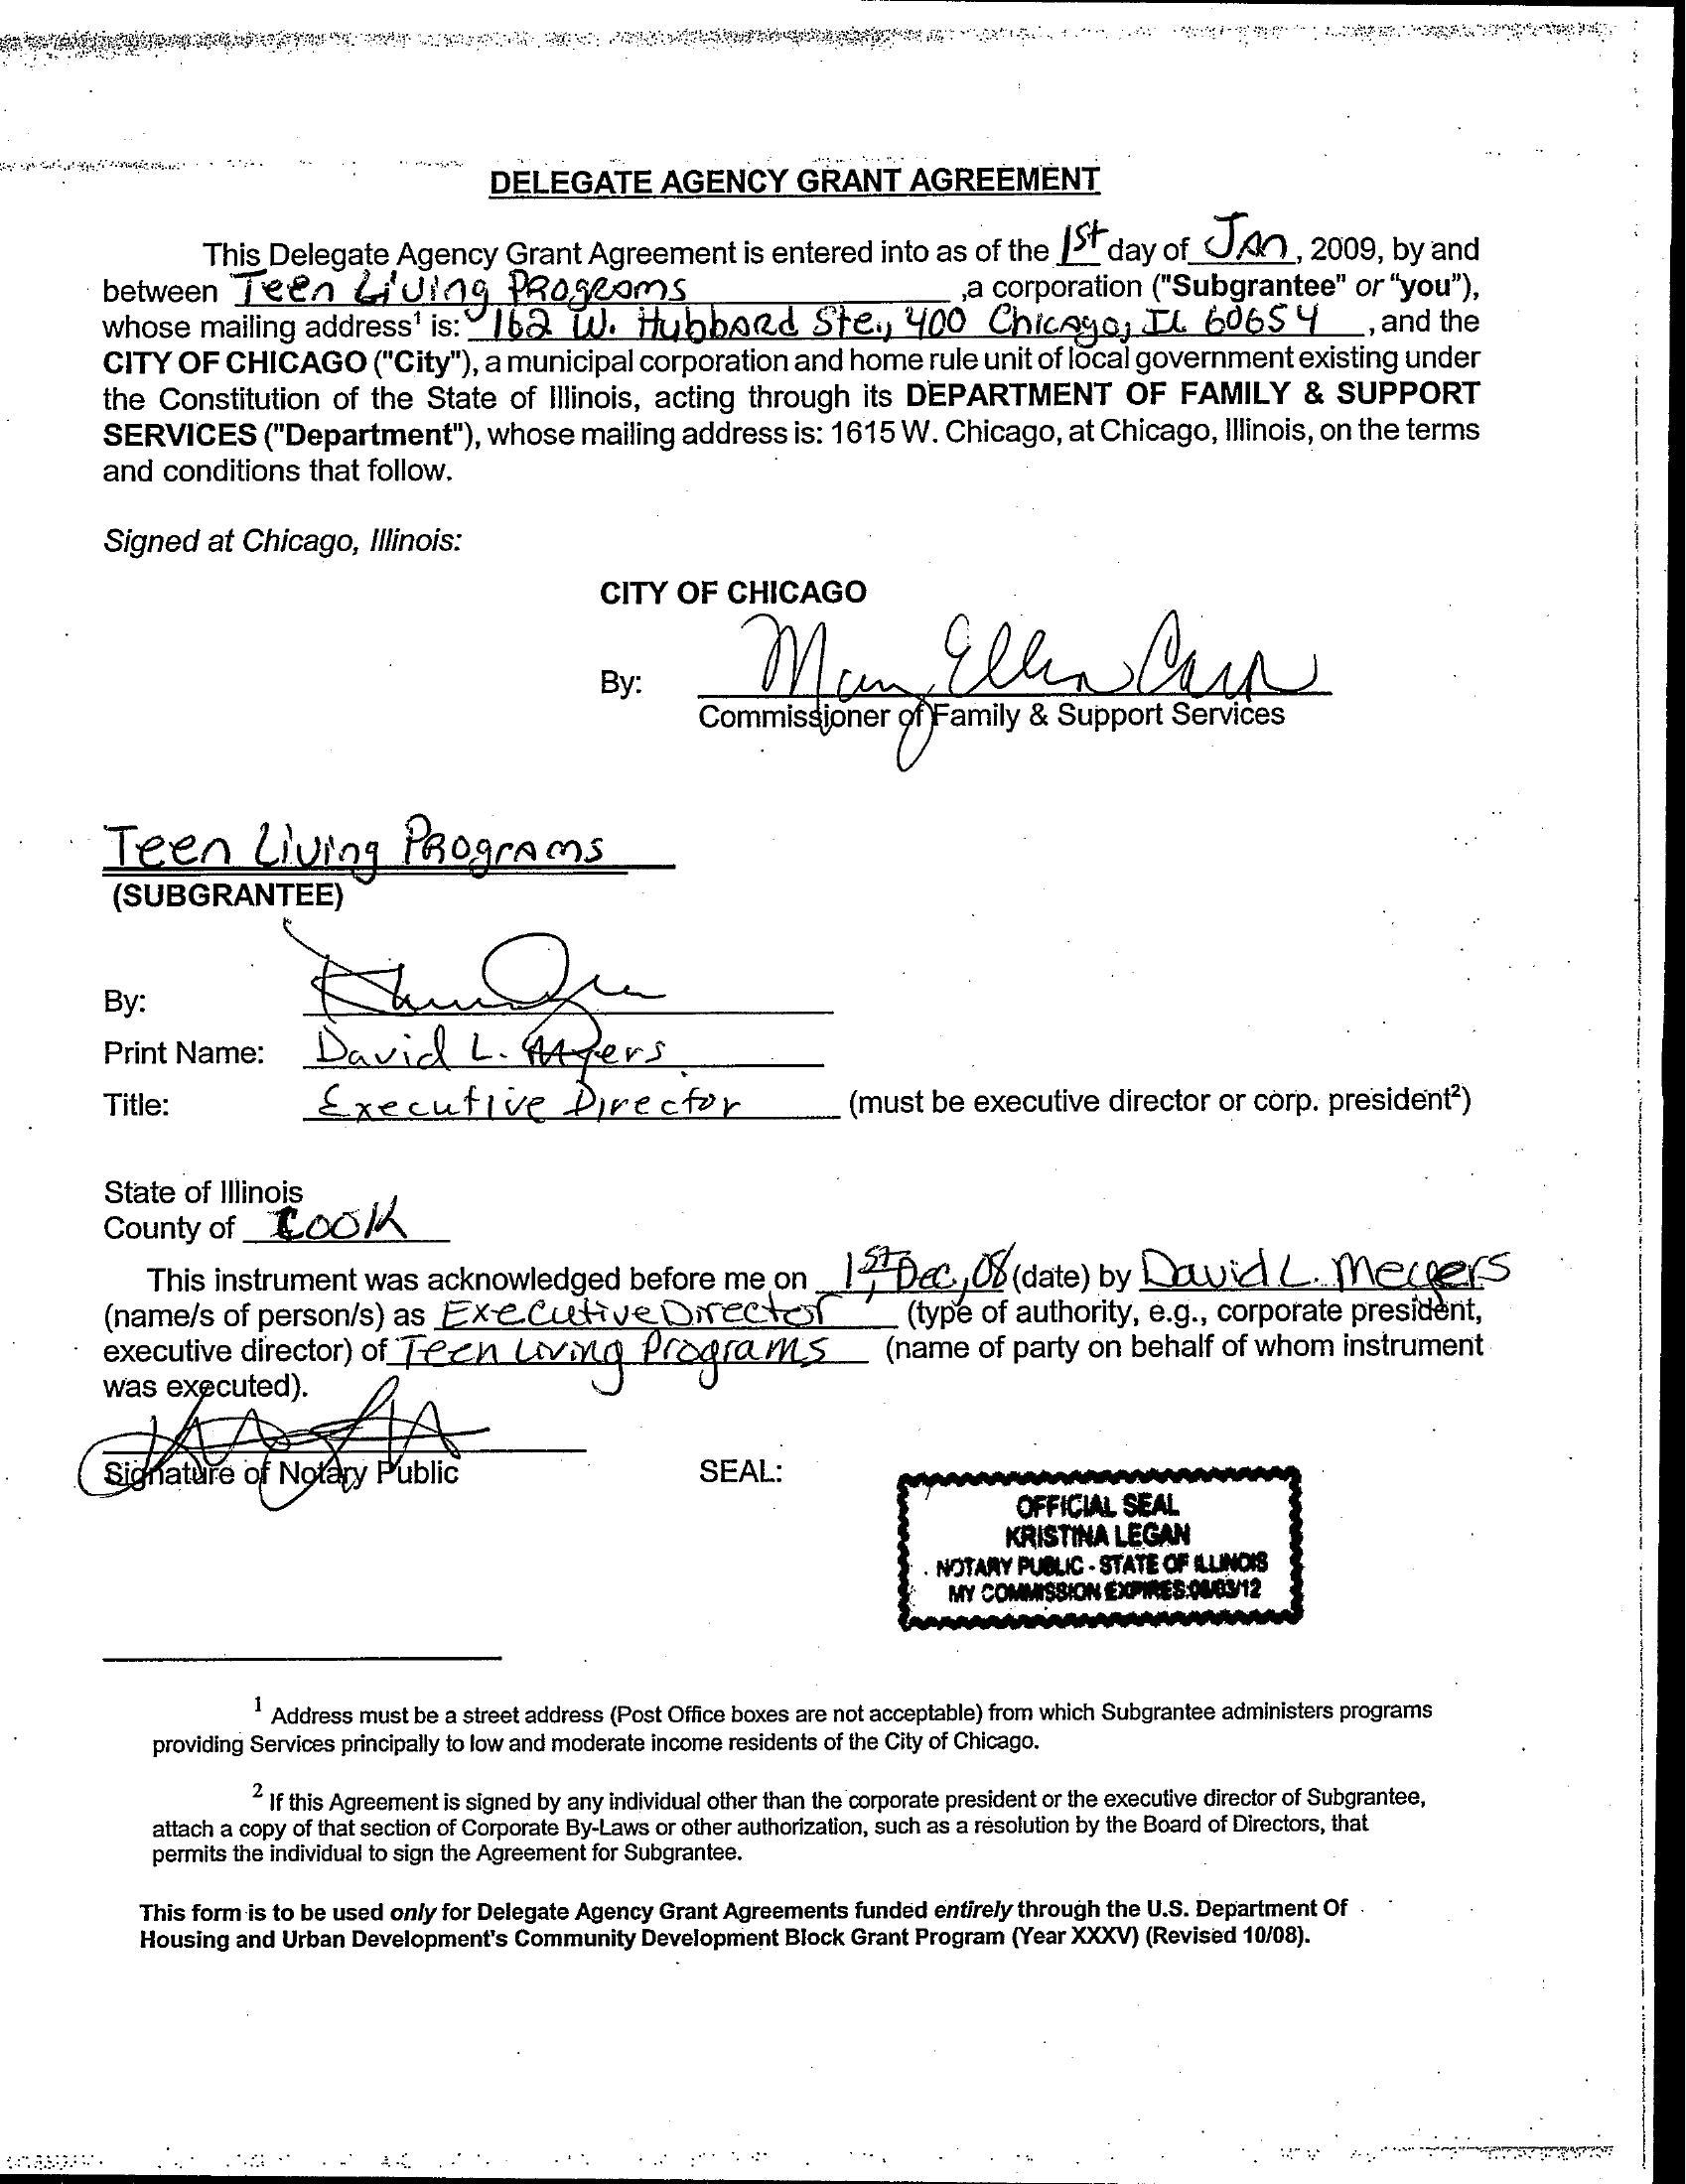 DELEGATE AGENCY GRANT AGREEMENT
This Delegate Agency Grant Agreement is entered into as of the 1st day of JAN, 2009, by and
between Teen Living PROGRAMS ,a corporation ("Subgrantee" or "you"),
whose mailing address¹ is: 162 W. Hubbard Ste., 400 Chicago, IL 60654, and the
CITY OF CHICAGO ("City"), a municipal corporation and home rule unit of local government existing under
the Constitution of the State of Illinois, acting through its DEPARTMENT OF FAMILY & SUPPORT
SERVICES ("Department"), whose mailing address is: 1615 W. Chicago, at Chicago, Illinois, on the terms
and conditions that follow.
Signed at Chicago, Illinois:
CITY OF CHICAGO
By: Mary Ellen
Commissioner of Family & Support Services
Teen Living Programs
(SUBGRANTEE)
By:
Print Name: David L. Myers
Title: Executive Director (must be executive director or corp. president²)
State of Illinois
County of Cook
This instrument was acknowledged before me on 1st, Dec, 08 (date) by David L. Meyers
(name/s of person/s) as Executive Director (type of authority, e.g., corporate president,
executive director) of Teen Living Programs (name of party on behalf of whom instrument
was executed).
Signature of Notary Public SEAL:
OFFICIAL SEAL
KRISTINA LEGAN
NOTARY PUBLIC - STATE OF ILLINOIS
MY COMMISSION EXPIRES:
¹ Address must be a street address (Post Office boxes are not acceptable) from which Subgrantee administers programs
providing Services principally to low and moderate income residents of the City of Chicago.
² If this Agreement is signed by any individual other than the corporate president or the executive director of Subgrantee,
attach a copy of that section of Corporate By-Laws or other authorization, such as a resolution by the Board of Directors, that
permits the individual to sign the Agreement for Subgrantee.
This form is to be used only for Delegate Agency Grant Agreements funded entirely through the U.S. Department Of
Housing and Urban Development's Community Development Block Grant Program (Year XXXV) (Revised 10/08).